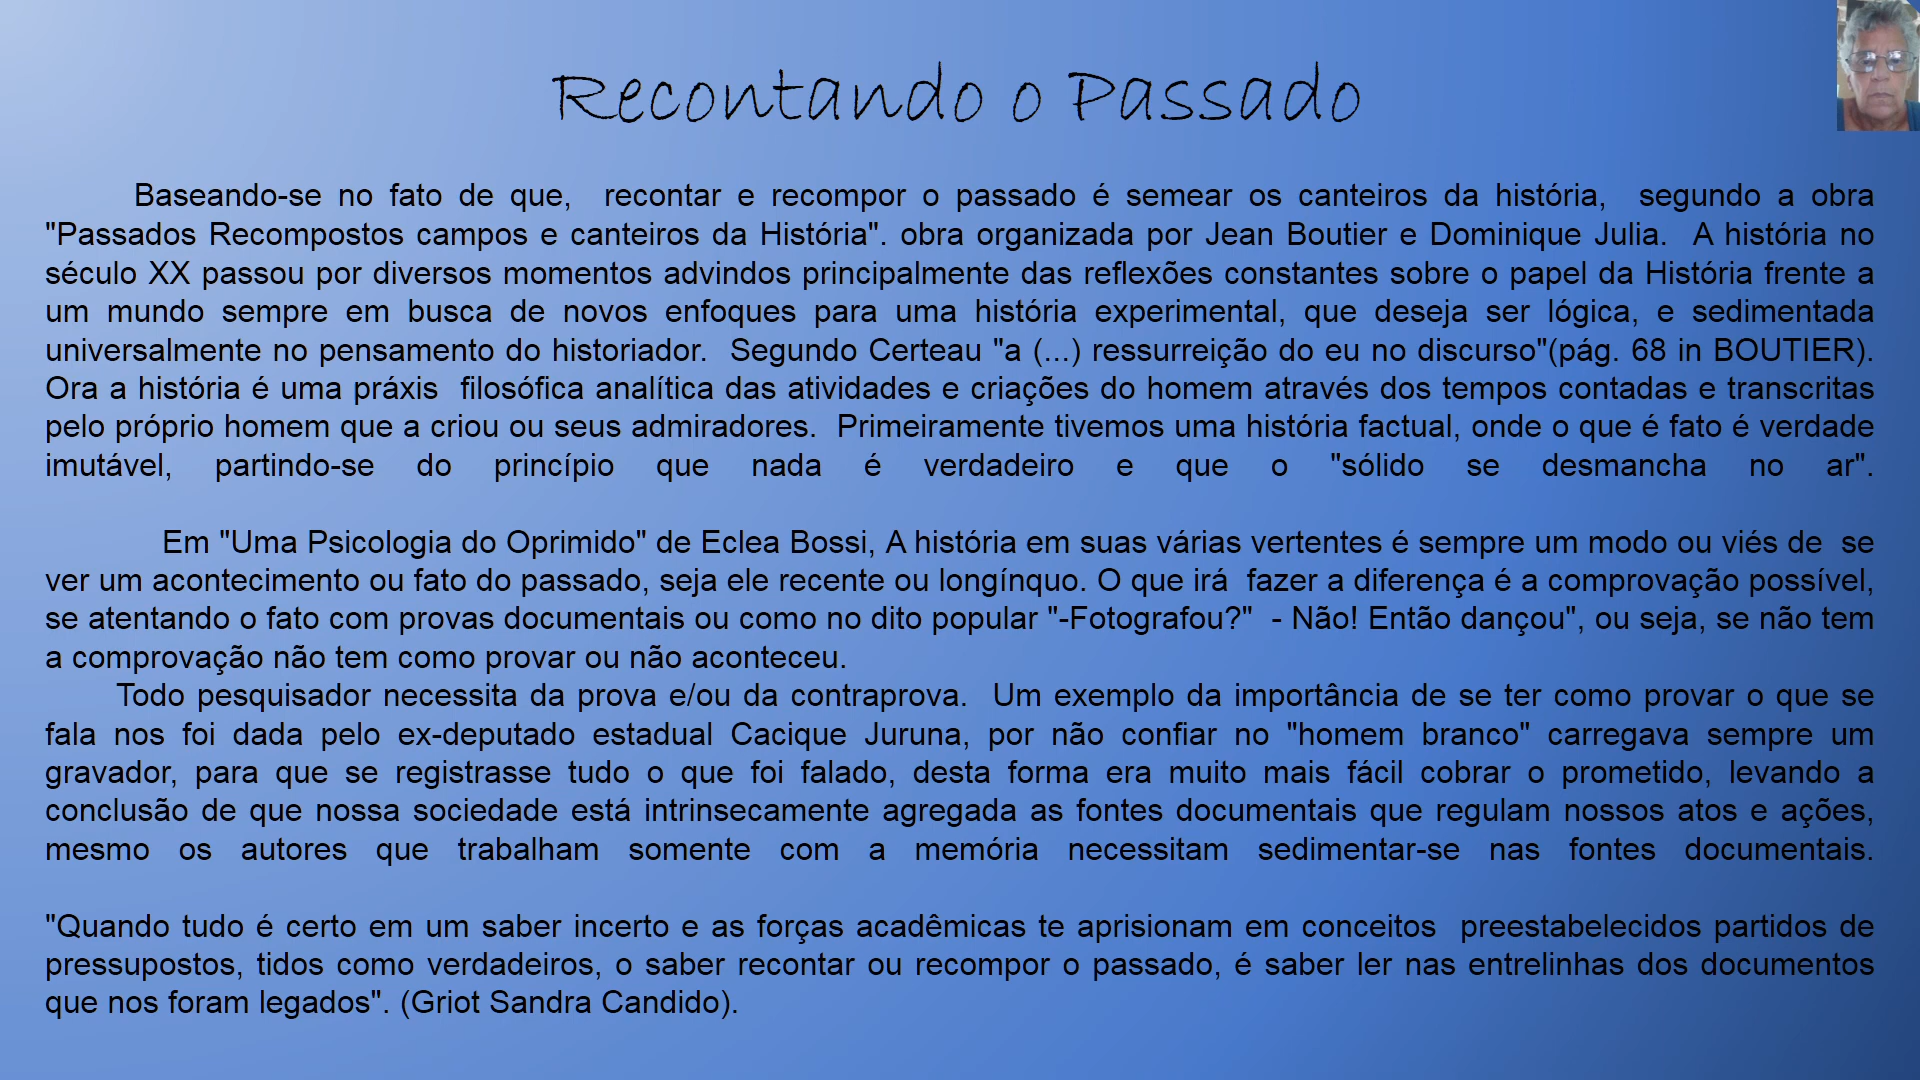 Recontando o Passado
Baseando-se no fato de que, recontar e recompor o passado é semear os canteiros da história, segundo a obra
"Passados Recompostos campos e canteiros da História". obra organizada por Jean Boutier e Dominique Julia. A história no
século XX passou por diversos momentos advindos principalmente das reflexões constantes sobre o papel da História frente a
um mundo sempre em busca de novos enfoques para uma história experimental, que deseja ser lógica, e sedimentada
universalmente no pensamento do historiador. Segundo Certeau "a (...) ressurreição do eu no discurso"(pág. 68 in BOUTIER).
Ora a história é uma práxis filosófica analítica das atividades e criações do homem através dos tempos contadas e transcritas
pelo próprio homem que a criou ou seus admiradores. Primeiramente tivemos uma história factual, onde o que é fato é verdade
imutável, partindo-se do princípio que nada é verdadeiro e que o "sólido se desmancha no ar".
Em "Uma Psicologia do Oprimido" de Eclea Bossi, A história em suas várias vertentes é sempre um modo ou viés de se
ver um acontecimento ou fato do passado, seja ele recente ou longínquo. O que irá fazer a diferença é a comprovação possível,
se atentando o fato com provas documentais ou como no dito popular "-Fotografou?" - Não! Então dançou", ou seja, se não tem
a comprovação não tem como provar ou não aconteceu.
Todo pesquisador necessita da prova e/ou da contraprova. Um exemplo da importância de se ter como provar o que se
fala nos foi dada pelo ex-deputado estadual Cacique Juruna, por não confiar no "homem branco" carregava sempre um
gravador, para que se registrasse tudo o que foi falado, desta forma era muito mais fácil cobrar o prometido, levando a
conclusão de que nossa sociedade está intrinsecamente agregada as fontes documentais que regulam nossos atos e ações,
mesmo os autores que trabalham somente com a memória necessitam sedimentar-se nas fontes documentais.
"Quando tudo é certo em um saber incerto e as forças acadêmicas te aprisionam em conceitos preestabelecidos partidos de
pressupostos, tidos como verdadeiros, o saber recontar ou recompor o passado, é saber ler nas entrelinhas dos documentos
que nos foram legados". (Griot Sandra Candido).